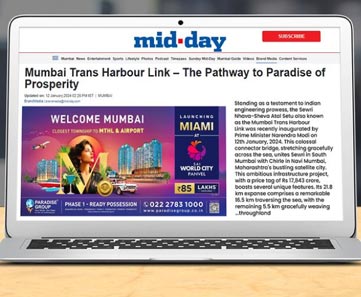 mid-day
SUBSCRIBE
Mumbai News Entertainment Sports Lifestyle Photos Podcast Timepass Sunday Mid-Day Mumbai Guide Videos Brand Media Content Services
Mumbai Trans Harbour Link – The Pathway to Paradise of
Prosperity
Updated on: 12 January 2024 02:26 PM IST | MUMBAI
WELCOME MUMBAI
CLOSEST TOWNSHIP TO MTHL & AIRPORT
LAUNCHING
MIAMI
AT
WORLD CITY
PANVEL
₹85 LAKHS
PARADISE
GROUP
PHASE 1 - READY POSSESSION
022 2783 1000
www.paradisegroup.co.in
Standing as a testament to Indian
engineering prowess, the Sewri
Nhava-Sheva Atal Setu also known
as the Mumbai Trans Harbour
Link was recently inaugurated by
Prime Minister Narendra Modi on
12th January, 2024. This colossal
connector bridge, stretching gracefully
across the sea, unites Sewri in South
Mumbai with Chirle in Navi Mumbai,
Maharashtra's bustling satellite city.
This ambitious infrastructure project,
with a price tag of Rs 17,843 crore,
boasts several unique features. Its 21.8
km expanse comprises a remarkable
16.5 km traversing the sea, with the
remaining 5.5 km gracefully weaving
...throughland